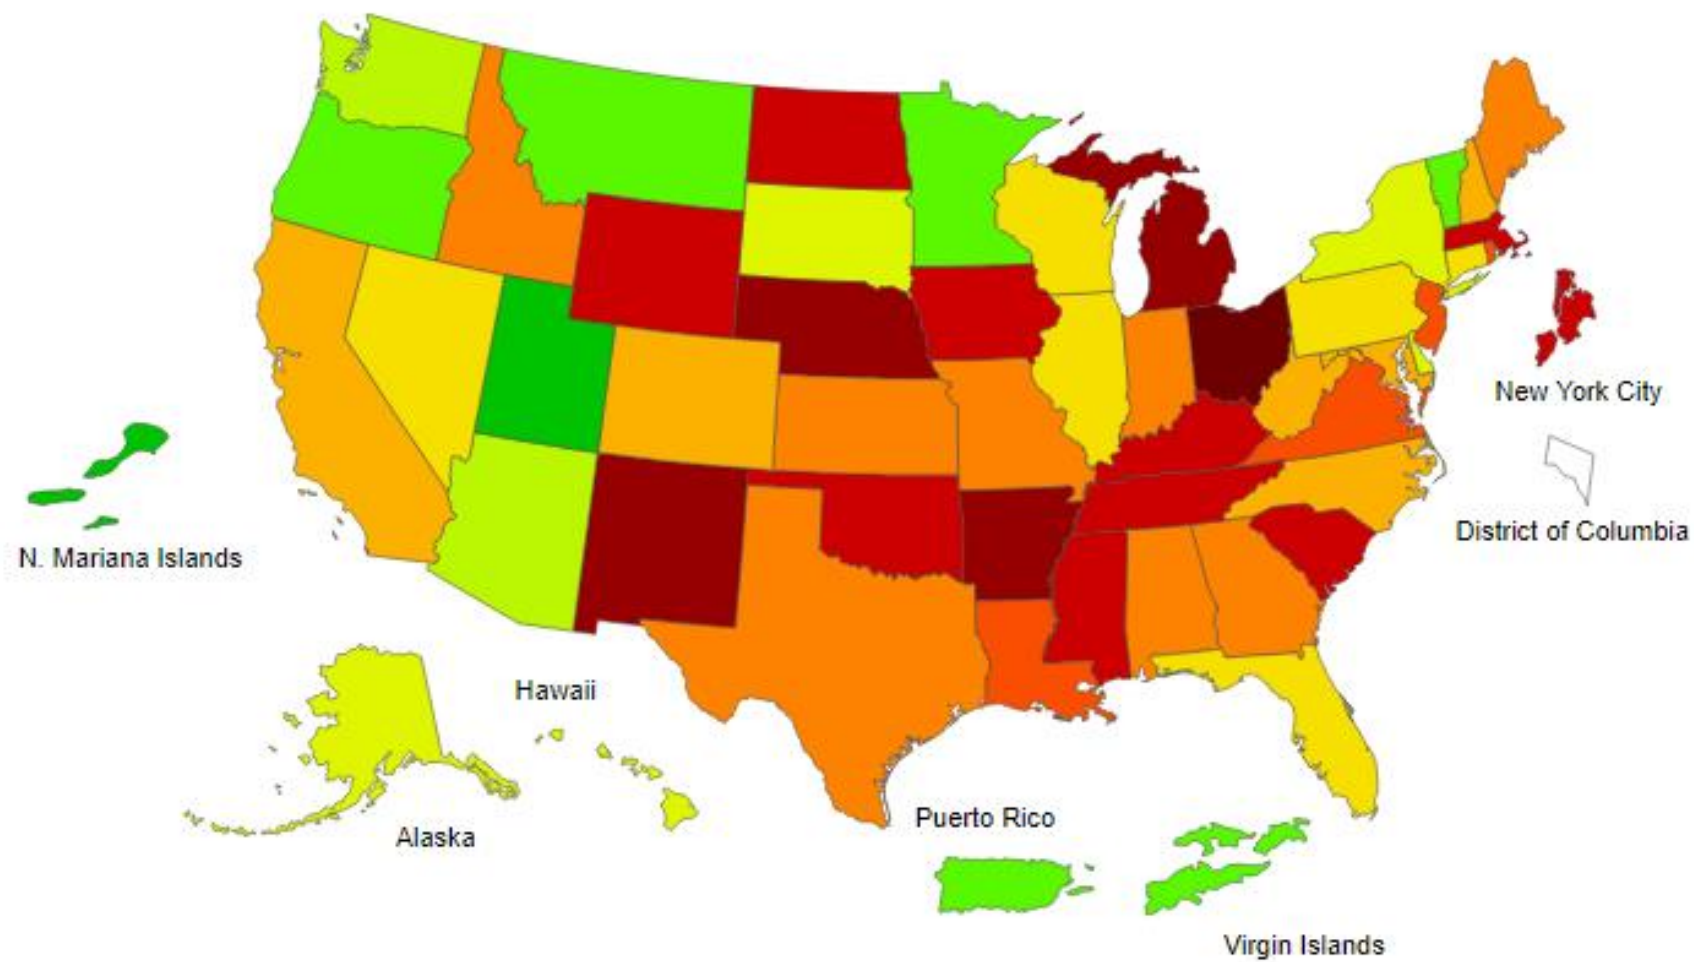 New York City
District of Columbia
N. Mariana Islands
Hawaii
Alaska
Puerto Rico
Virgin Islands